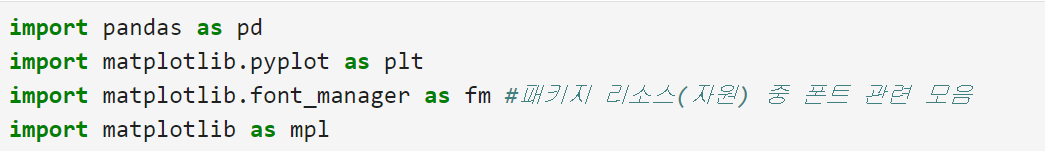 import pandas as pd
import matplotlib.pyplot as plt
import matplotlib.font_manager as fm #패키지 리소스(자원) 중 폰트 관련 모음
import matplotlib as mpl